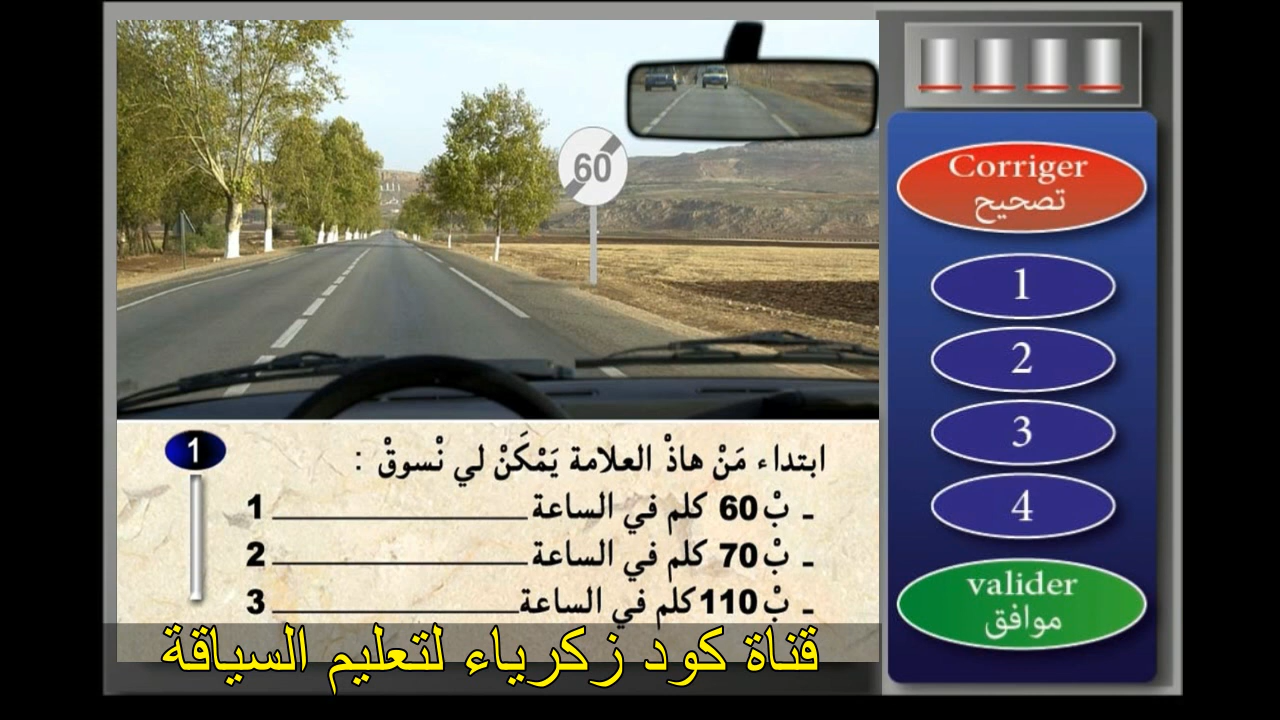 60
1
ابتداء مَنْ هاذْ العلامة يَمْكَنْ لي نْسوقْ :
ـ بْ 60 كلم في الساعة 1
ـ بْ 70 كلم في الساعة 2
ـ بْ 110 كلم في الساعة 3
قناة كود زكرياء لتعليم السياقة
Corriger
تصحيح
1
2
3
4
valider
موافق